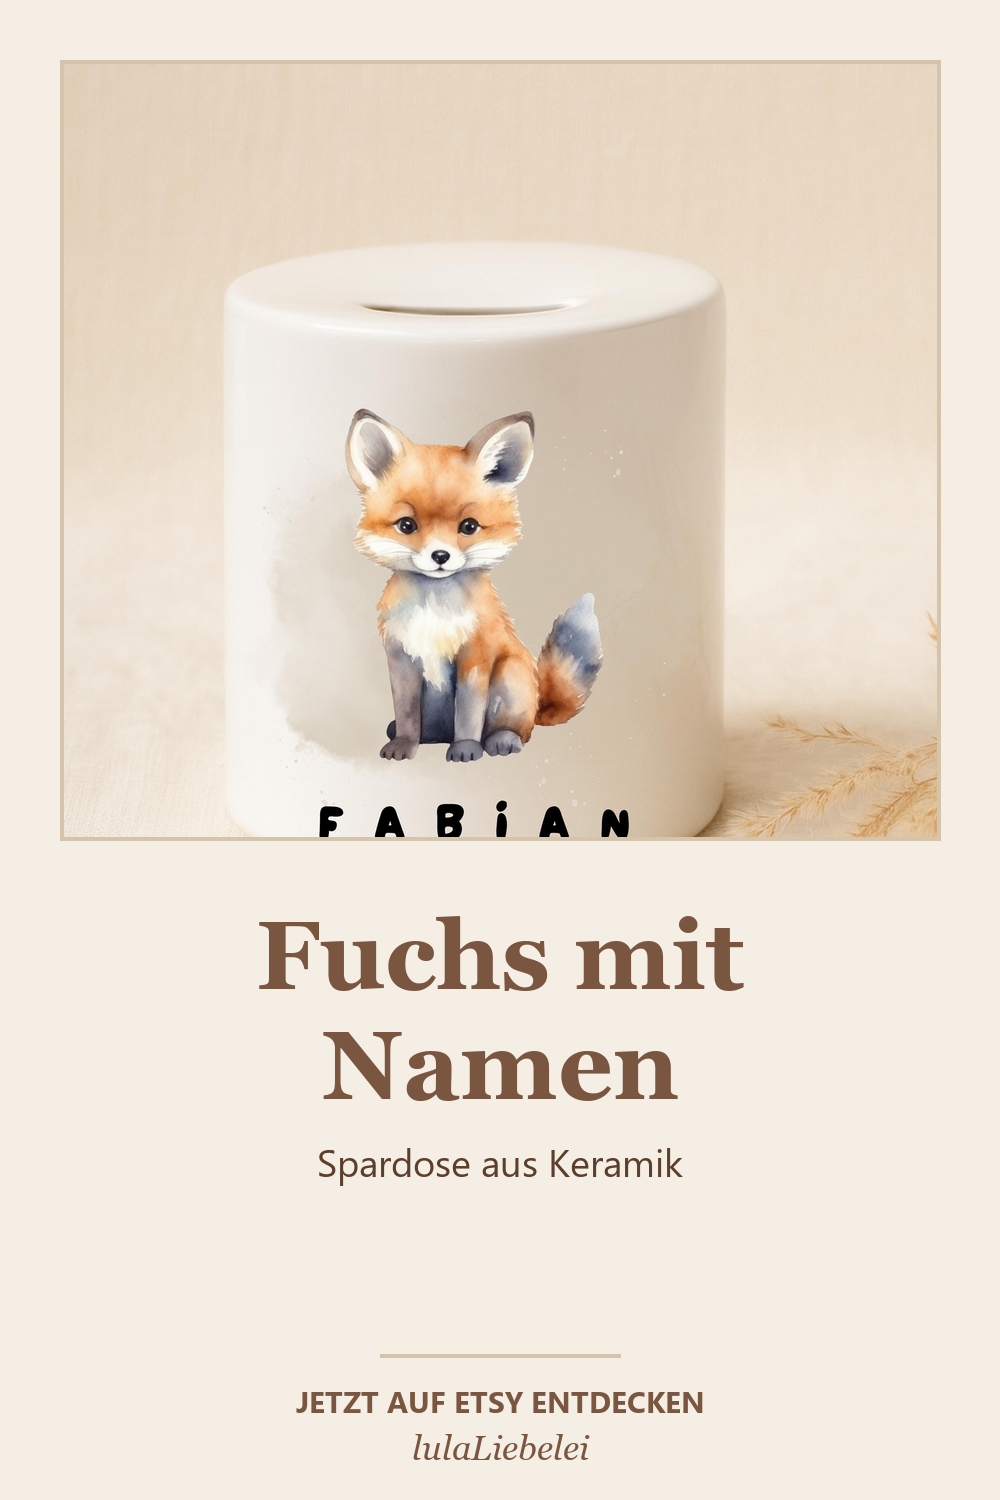 FABiAN
Fuchs mit
Namen
Spardose aus Keramik
JETZT AUF ETSY ENTDECKEN
lulaLiebelei